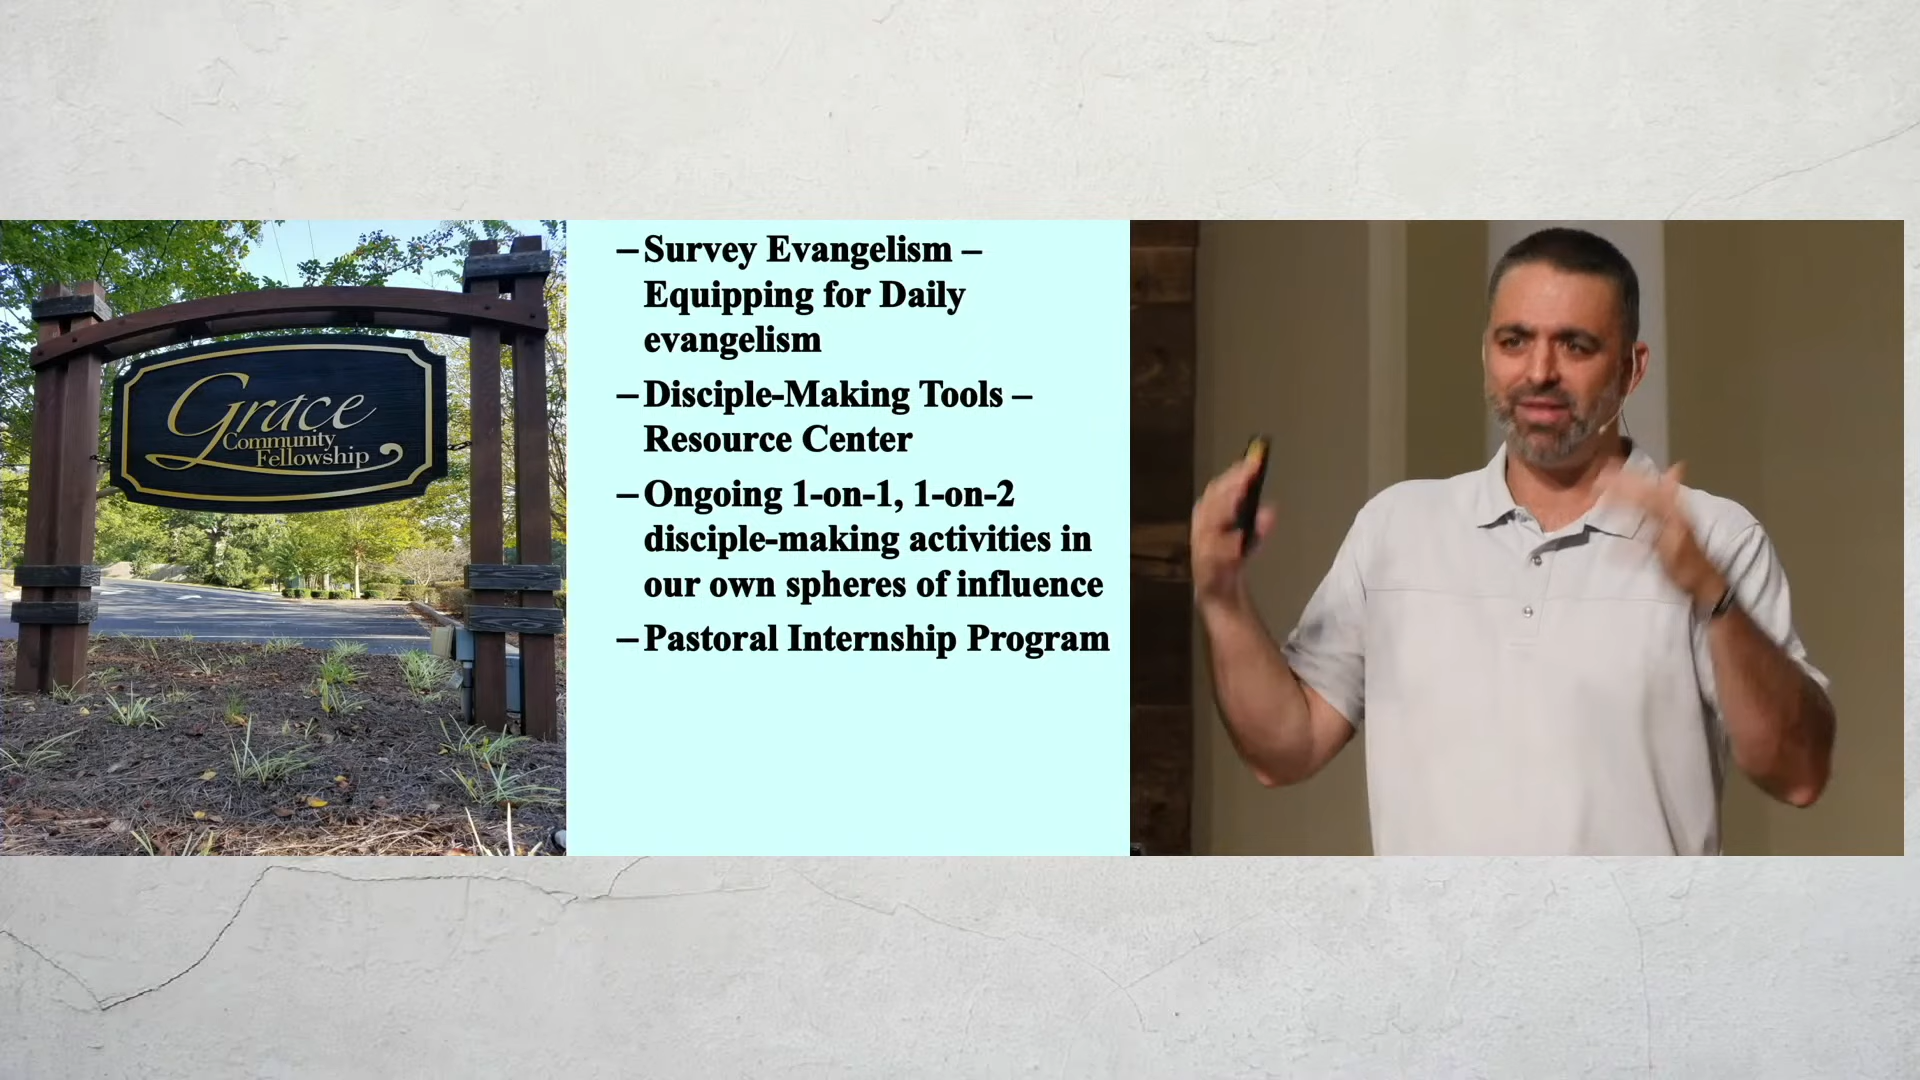 Grace
Community
Fellowship
– Survey Evangelism –
Equipping for Daily
evangelism
– Disciple-Making Tools –
Resource Center
– Ongoing 1-on-1, 1-on-2
disciple-making activities in
our own spheres of influence
– Pastoral Internship Program